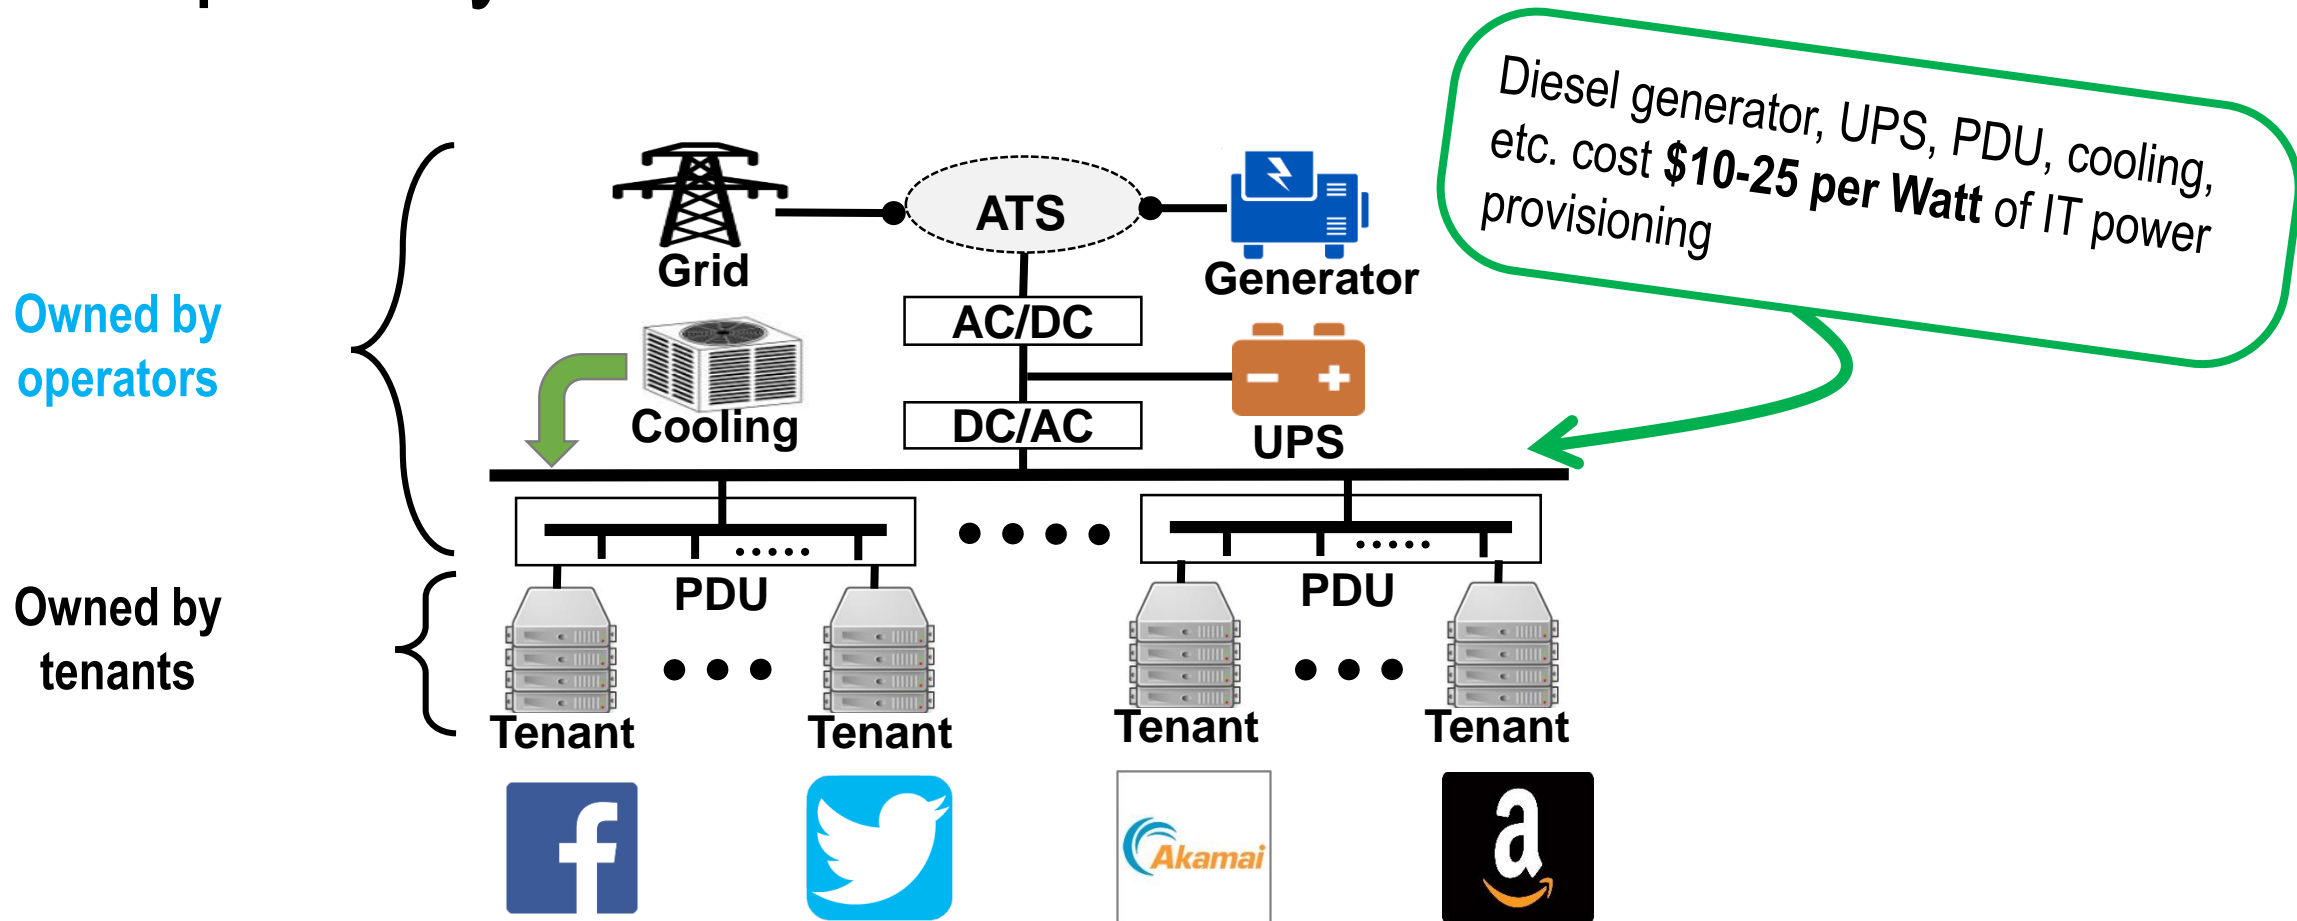 Diesel generator, UPS, PDU, cooling,
etc. cost $10-25 per Watt of IT power
provisioning
ATS
Grid
Generator
Owned by
operators
AC/DC
Cooling
DC/AC
UPS
PDU
PDU
Owned by
tenants
Tenant
Tenant
Tenant
Tenant
f
Akamai
a